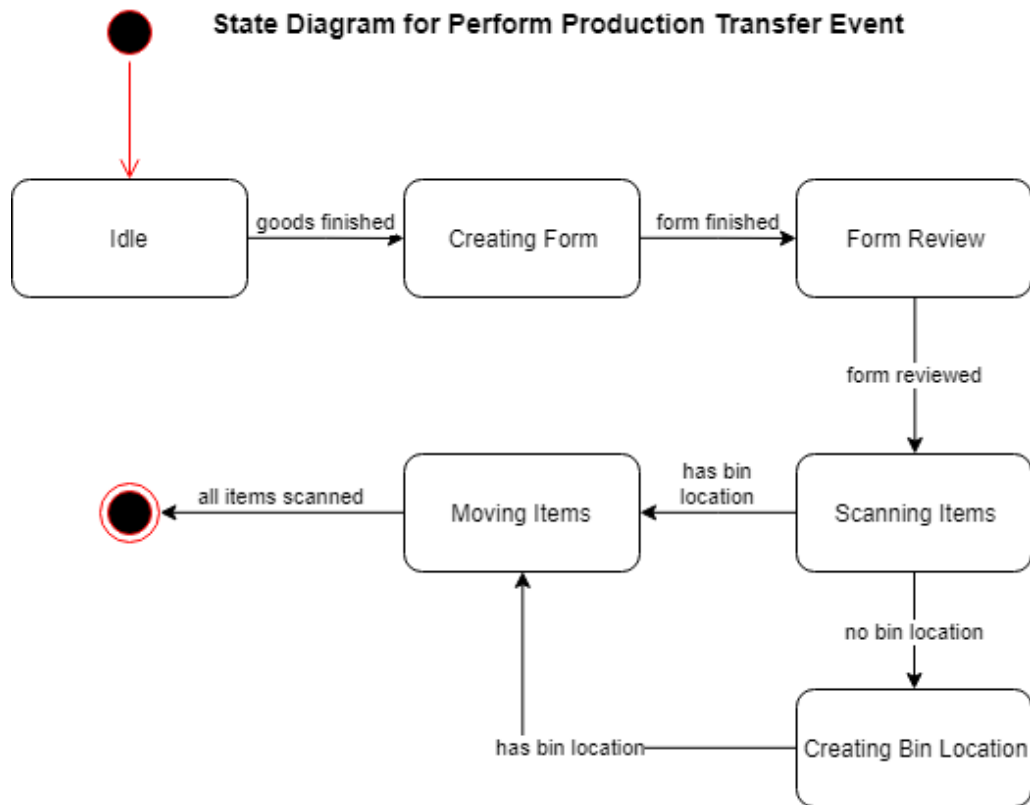 State Diagram for Perform Production Transfer Event
Idle
goods finished
Creating Form
form finished
Form Review
form reviewed
all items scanned
Moving Items
has bin
location
Scanning Items
no bin location
has bin location
Creating Bin Location